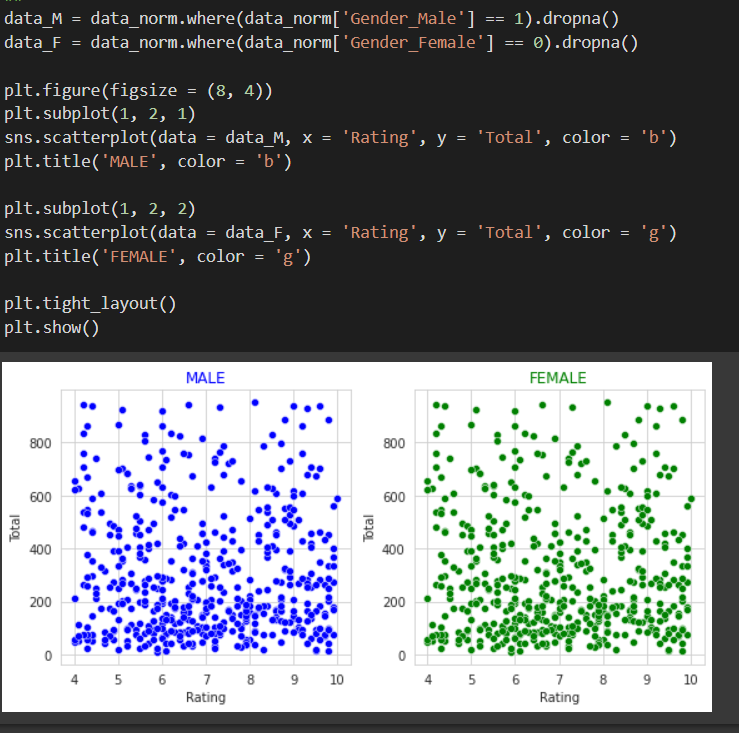 data_M = data_norm.where(data_norm['Gender_Male'] == 1).dropna()
data_F = data_norm.where(data_norm['Gender_Female'] == 0).dropna()
plt.figure(figsize = (8, 4))
plt.subplot(1, 2, 1)
sns.scatterplot(data = data_M, x = 'Rating', y = 'Total', color = 'b')
plt.title('MALE', color = 'b')
plt.subplot(1, 2, 2)
sns.scatterplot(data = data_F, x = 'Rating', y = 'Total', color = 'g')
plt.title('FEMALE', color = 'g')
plt.tight_layout()
plt.show()
MALE
800
600
400
200
0
Total
4 5 6 7 8 9 10
Rating
FEMALE
800
600
400
200
0
Total
4 5 6 7 8 9 10
Rating